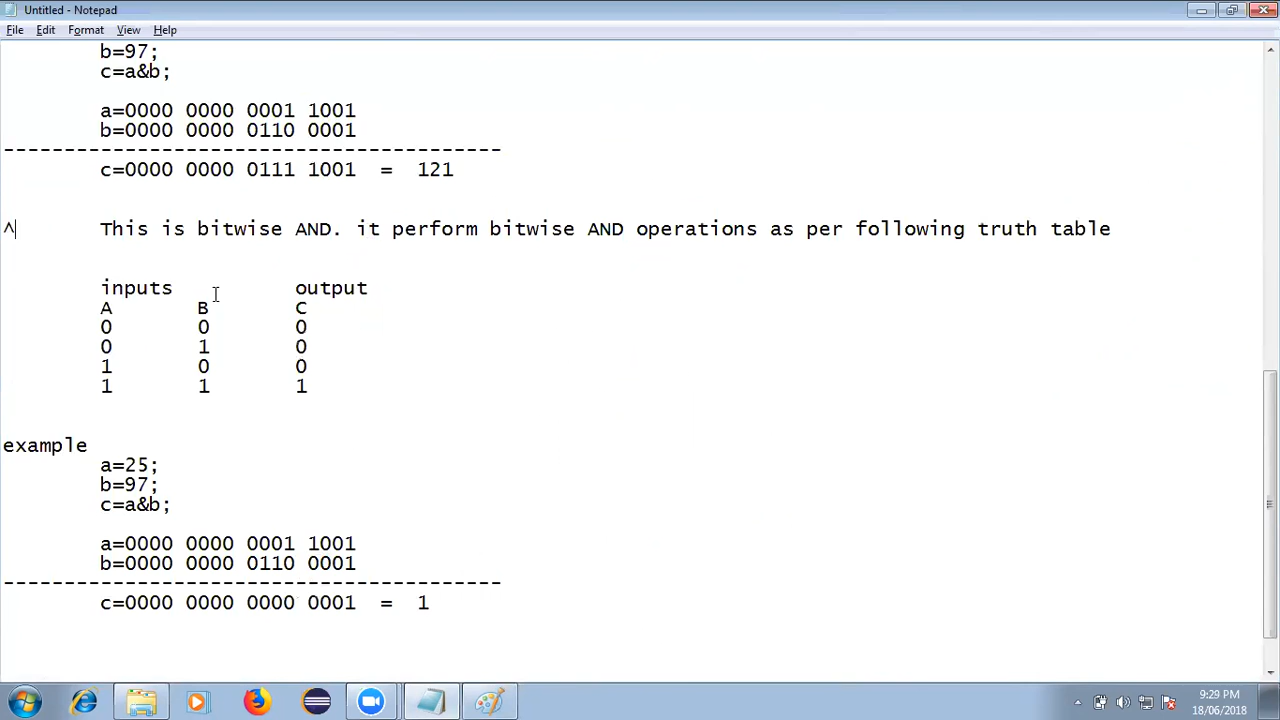 Untitled - Notepad
File Edit Format View Help
b=97;
c=a&b;
a=0000 0000 0001 1001
b=0000 0000 0110 0001
-----------------------------------------
c=0000 0000 0111 1001 = 121
^ This is bitwise AND. it perform bitwise AND operations as per following truth table
inputs output
A B C
0 0 0
0 1 0
1 0 0
1 1 1
example
a=25;
b=97;
c=a&b;
a=0000 0000 0001 1001
b=0000 0000 0110 0001
-----------------------------------------
c=0000 0000 0000 0001 = 1
9:29 PM
18/06/2018